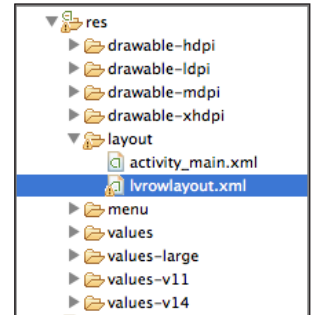 res
drawable-hdpi
drawable-ldpi
drawable-mdpi
drawable-xhdpi
layout
activity_main.xml
lvrowlayout.xml
menu
values
values-large
values-v11
values-v14